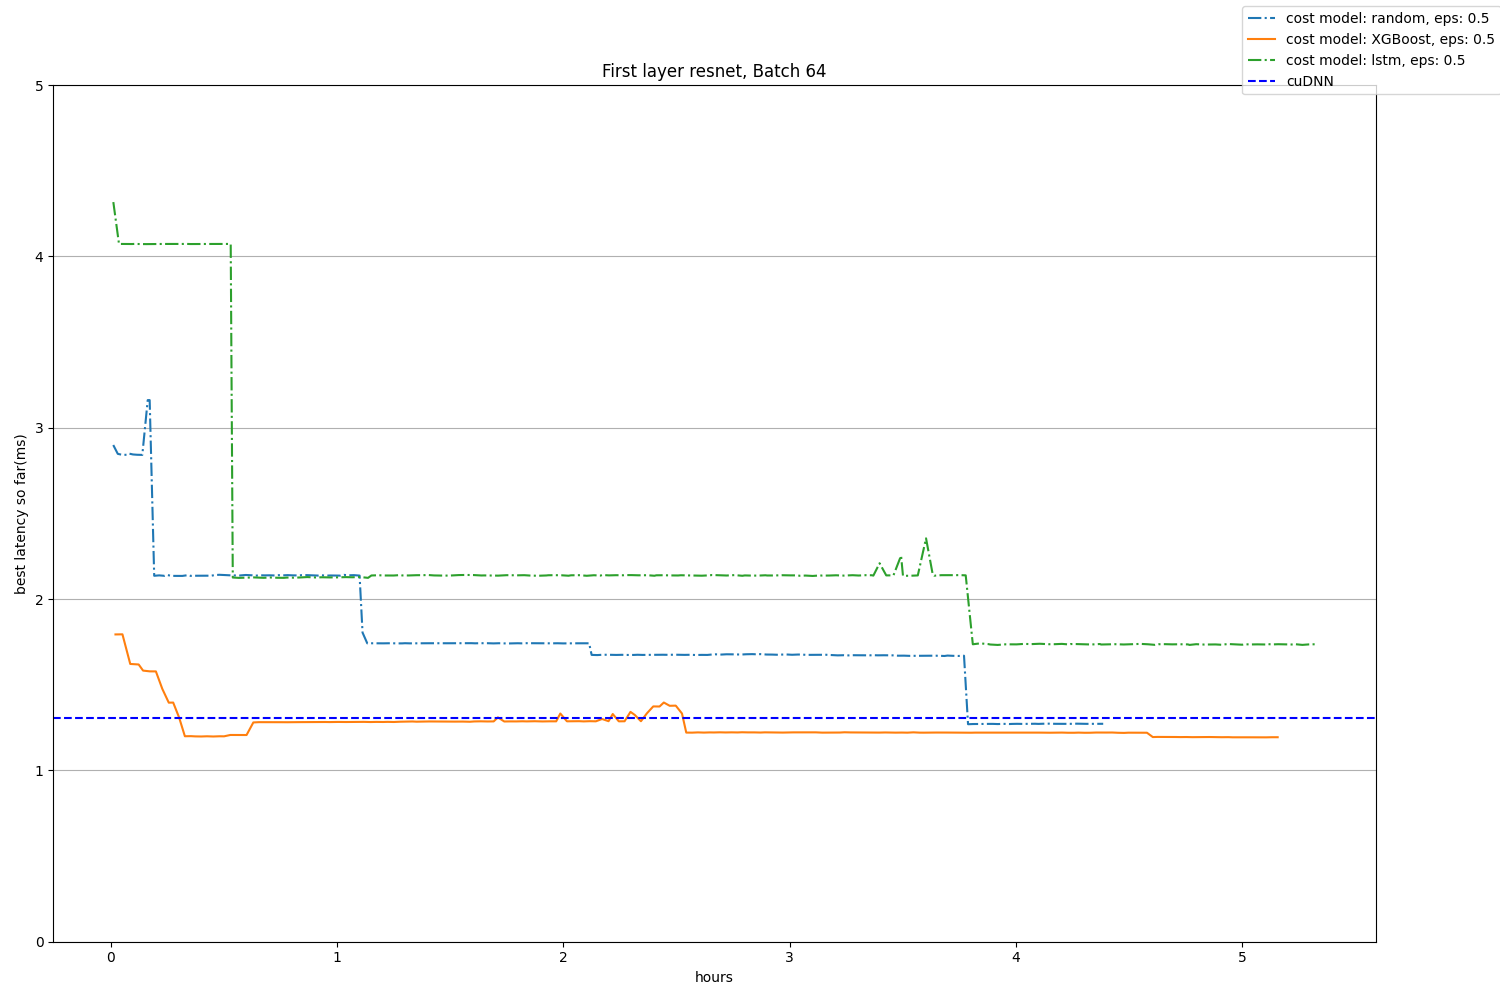 cost model: random, eps: 0.5
cost model: XGBoost, eps: 0.5
cost model: lstm, eps: 0.5
cuDNN
First layer resnet, Batch 64
5
4
3
2
1
0
best latency so far(ms)
0 1 2 3 4 5
hours